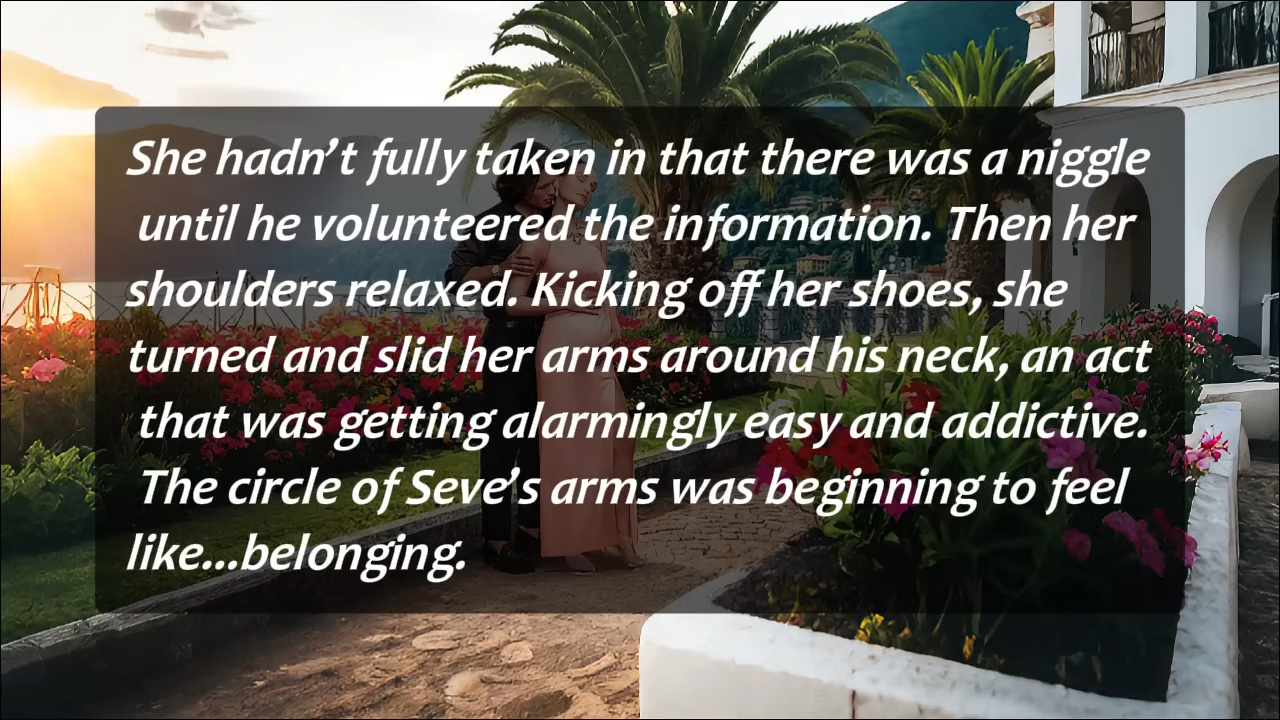 She hadn’t fully taken in that there was a niggle
until he volunteered the information. Then her
shoulders relaxed. Kicking off her shoes, she
turned and slid her arms around his neck, an act
that was getting alarmingly easy and addictive.
The circle of Seve’s arms was beginning to feel
like...belonging.